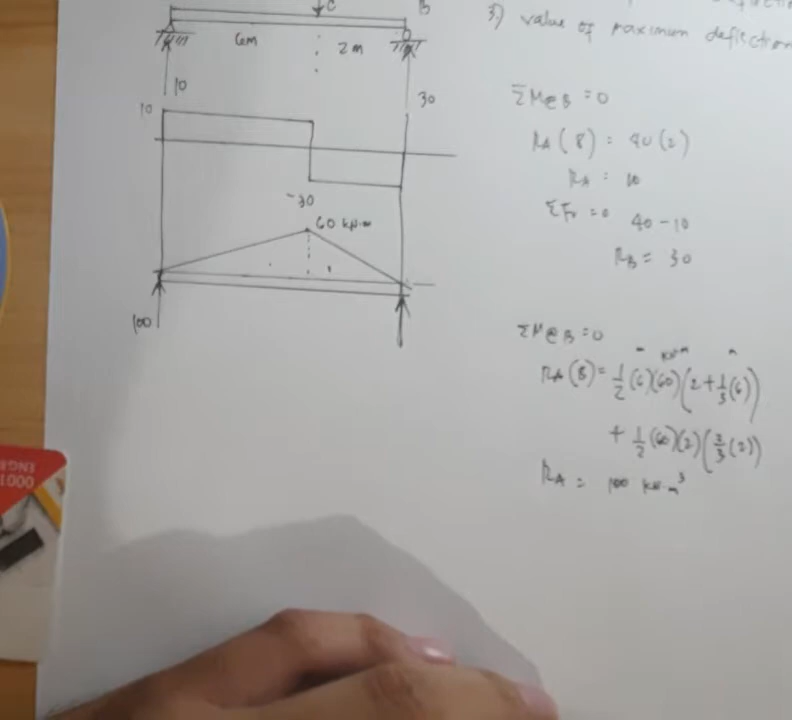 C
B
3.) value of maximum deflection
6m
2m
10
30
10
ΣM@B = 0
RA(8) = 40(2)
RA = 10
-30
60 kN-m
ΣFv = 0 40-10
RB = 30
100
ΣM@B = 0
m kN-m m
RA(8) = 1/2 (6)(60)(2 + 1/3 (6))
+ 1/2 (60)(2)(2/3 (2))
RA = 100 kN-m³
0001